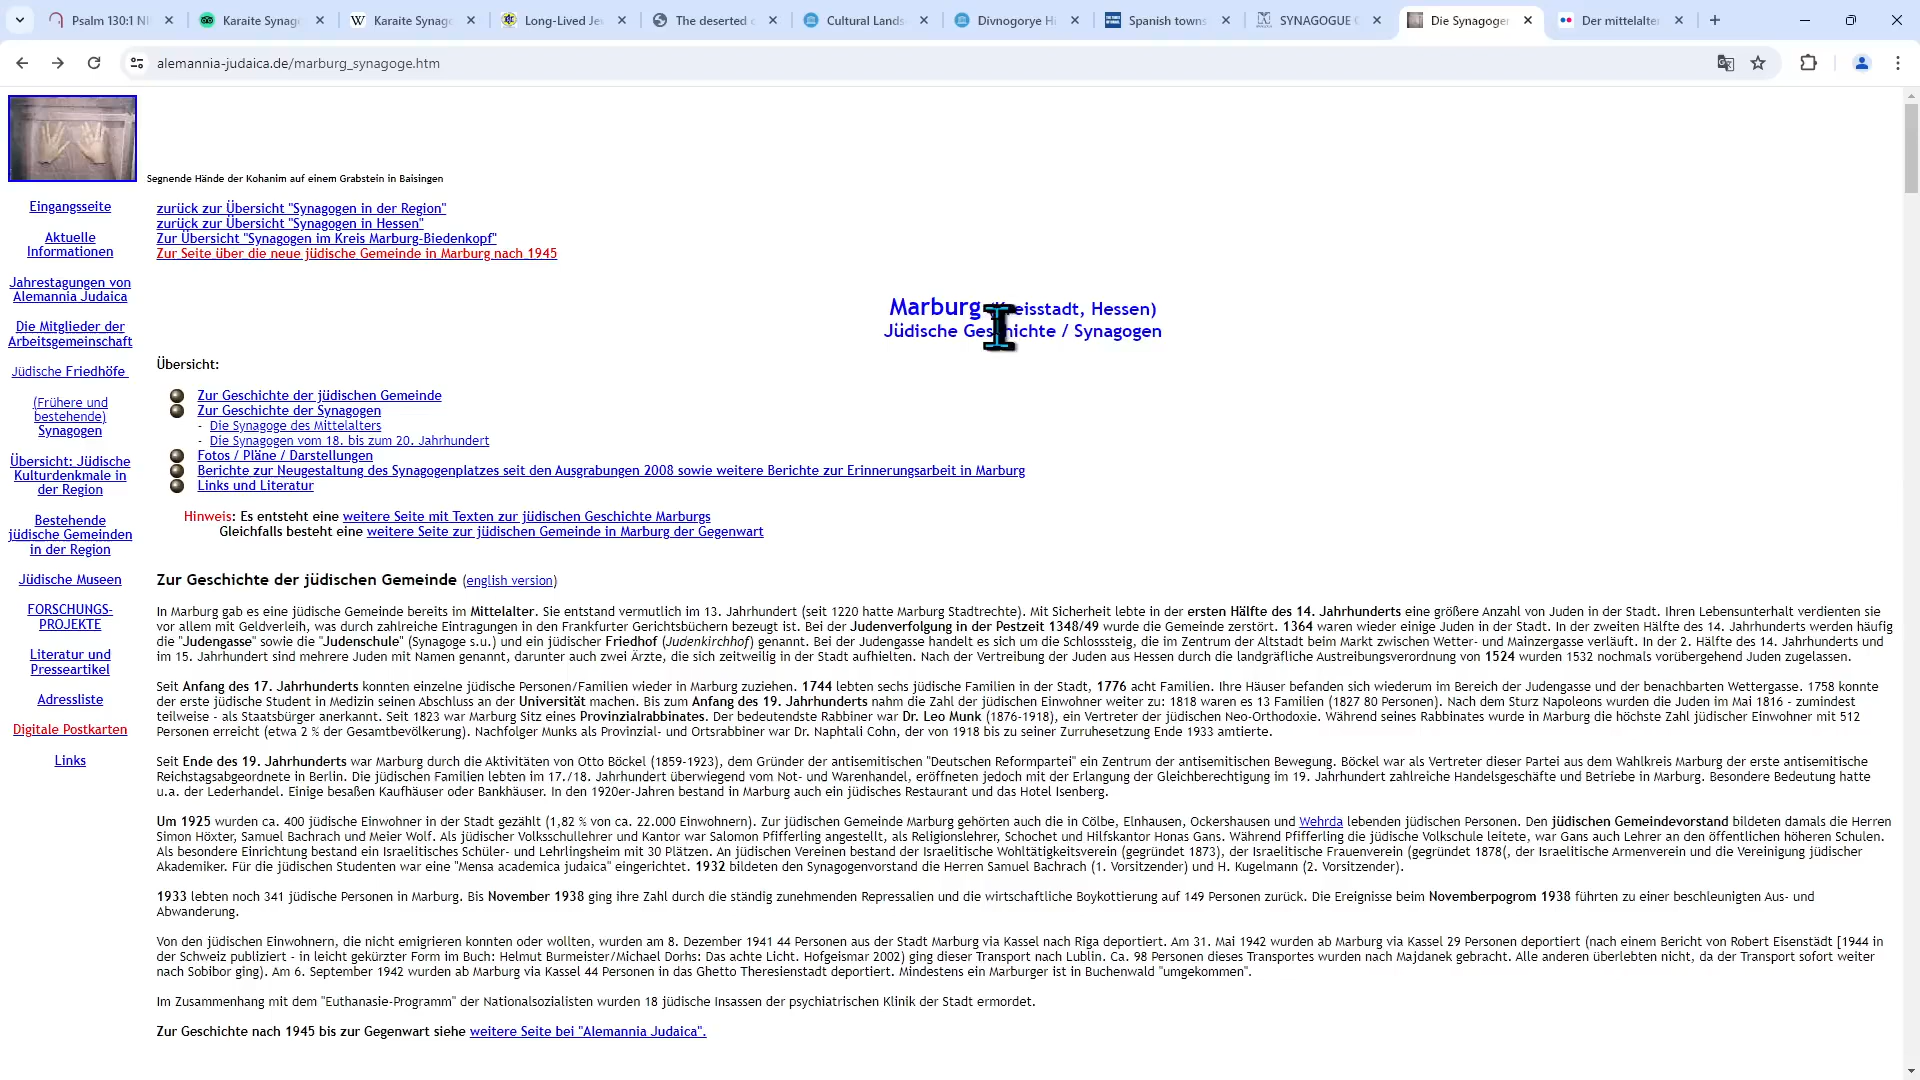 Psalm 130:1 NI
Karaite Synag
Karaite Synag
Long-Lived Je
The deserted c
Cultural Lands
Divnogorye Hi
Spanish towns
SYNAGOGUE
Die Synagogen
Der mittelalte
alemannia-judaica.de/marburg_synagoge.htm
Segnende Hände der Kohanim auf einem Grabstein in Baisingen
Eingangsseite
Aktuelle
Informationen
Jahrestagungen von
Alemannia Judaica
Die Mitglieder der
Arbeitsgemeinschaft
Jüdische Friedhöfe
(Frühere und
bestehende)
Synagogen
Übersicht: Jüdische
Kulturdenkmale in
der Region
Bestehende
jüdische Gemeinden
in der Region
Jüdische Museen
FORSCHUNGS-
PROJEKTE
Literatur und
Presseartikel
Adressliste
Digitale Postkarten
Links
zurück zur Übersicht "Synagogen in der Region"
zurück zur Übersicht "Synagogen in Hessen"
Zur Übersicht "Synagogen im Kreis Marburg-Biedenkopf"
Zur Seite über die neue jüdische Gemeinde in Marburg nach 1945
Marburg (Kreisstadt, Hessen)
Jüdische Geschichte / Synagogen
Übersicht:
Zur Geschichte der jüdischen Gemeinde
Zur Geschichte der Synagogen
- Die Synagoge des Mittelalters
- Die Synagogen vom 18. bis zum 20. Jahrhundert
Fotos / Pläne / Darstellungen
Berichte zur Neugestaltung des Synagogenplatzes seit den Ausgrabungen 2008 sowie weitere Berichte zur Erinnerungsarbeit in Marburg
Links und Literatur
Hinweis: Es entsteht eine weitere Seite mit Texten zur jüdischen Geschichte Marburgs
Gleichfalls besteht eine weitere Seite zur jüdischen Gemeinde in Marburg der Gegenwart
Zur Geschichte der jüdischen Gemeinde (english version)
In Marburg gab es eine jüdische Gemeinde bereits im Mittelalter. Sie entstand vermutlich im 13. Jahrhundert (seit 1220 hatte Marburg Stadtrechte). Mit Sicherheit lebte in der ersten Hälfte des 14. Jahrhunderts eine größere Anzahl von Juden in der Stadt. Ihren Lebensunterhalt verdienten sie
vor allem mit Geldverleih, was durch zahlreiche Eintragungen in den Frankfurter Gerichtsbüchern bezeugt ist. Bei der Judenverfolgung in der Pestzeit 1348/49 wurde die Gemeinde zerstört. 1364 waren wieder einige Juden in der Stadt. In der zweiten Hälfte des 14. Jahrhunderts werden häufig
die "Judengasse" sowie die "Judenschule" (Synagoge s.u.) und ein jüdischer Friedhof (Judenkirchhof) genannt. Bei der Judengasse handelt es sich um die Schlosssteig, die im Zentrum der Altstadt beim Markt zwischen Wetter- und Mainzergasse verläuft. In der 2. Hälfte des 14. Jahrhunderts und
im 15. Jahrhundert sind mehrere Juden mit Namen genannt, darunter auch zwei Ärzte, die sich zeitweilig in der Stadt aufhielten. Nach der Vertreibung der Juden aus Hessen durch die landgräfliche Austreibungsverordnung von 1524 wurden 1532 nochmals vorübergehend Juden zugelassen.
Seit Anfang des 17. Jahrhunderts konnten einzelne jüdische Personen/Familien wieder in Marburg zuziehen. 1744 lebten sechs jüdische Familien in der Stadt, 1776 acht Familien. Ihre Häuser befanden sich wiederum im Bereich der Judengasse und der benachbarten Wettergasse. 1758 konnte
der erste jüdische Student in Medizin seinen Abschluss an der Universität machen. Bis zum Anfang des 19. Jahrhunderts nahm die Zahl der jüdischen Einwohner weiter zu: 1818 waren es 13 Familien (1827 80 Personen). Nach dem Sturz Napoleons wurden die Juden im Mai 1816 - zumindest
teilweise - als Staatsbürger anerkannt. Seit 1823 war Marburg Sitz eines Provinzialrabbinates. Der bedeutendste Rabbiner war Dr. Leo Munk (1876-1918), ein Vertreter der jüdischen Neo-Orthodoxie. Während seines Rabbinates wurde in Marburg die höchste Zahl jüdischer Einwohner mit 512
Personen erreicht (etwa 2 % der Gesamtbevölkerung). Nachfolger Munks als Provinzial- und Ortsrabbiner war Dr. Naphtali Cohn, der von 1918 bis zu seiner Zurruhesetzung Ende 1933 amtierte.
Seit Ende des 19. Jahrhunderts war Marburg durch die Aktivitäten von Otto Böckel (1859-1923), dem Gründer der antisemitischen "Deutschen Reformpartei" ein Zentrum der antisemitischen Bewegung. Böckel war als Vertreter dieser Partei aus dem Wahlkreis Marburg der erste antisemitische
Reichstagsabgeordnete in Berlin. Die jüdischen Familien lebten im 17./18. Jahrhundert überwiegend vom Not- und Warenhandel, eröffneten jedoch mit der Erlangung der Gleichberechtigung im 19. Jahrhundert zahlreiche Handelsgeschäfte und Betriebe in Marburg. Besondere Bedeutung hatte
u.a. der Lederhandel. Einige besaßen Kaufhäuser oder Bankhäuser. In den 1920er-Jahren bestand in Marburg auch ein jüdisches Restaurant und das Hotel Isenberg.
Um 1925 wurden ca. 400 jüdische Einwohner in der Stadt gezählt (1,82 % von ca. 22.000 Einwohnern). Zur jüdischen Gemeinde Marburg gehörten auch die in Cölbe, Elnhausen, Ockershausen und Wehrda lebenden jüdischen Personen. Den jüdischen Gemeindevorstand bildeten damals die Herren
Simon Höxter, Samuel Bachrach und Meier Wolf. Als jüdischer Volksschullehrer und Kantor war Salomon Pfifferling angestellt, als Religionslehrer, Schochet und Hilfskantor Honas Gans. Während Pfifferling die jüdische Volkschule leitete, war Gans auch Lehrer an den öffentlichen höheren Schulen.
Als besondere Einrichtung bestand ein Israelitisches Schüler- und Lehrlingsheim mit 30 Plätzen. An jüdischen Vereinen bestand der Israelitische Wohltätigkeitsverein (gegründet 1873), der Israelitische Frauenverein (gegründet 1878(, der Israelitische Armenverein und die Vereinigung jüdischer
Akademiker. Für die jüdischen Studenten war eine "Mensa academica judaica" eingerichtet. 1932 bildeten den Synagogenvorstand die Herren Samuel Bachrach (1. Vorsitzender) und H. Kugelmann (2. Vorsitzender).
1933 lebten noch 341 jüdische Personen in Marburg. Bis November 1938 ging ihre Zahl durch die ständig zunehmenden Repressalien und die wirtschaftliche Boykottierung auf 149 Personen zurück. Die Ereignisse beim Novemberpogrom 1938 führten zu einer beschleunigten Aus- und
Abwanderung.
Von den jüdischen Einwohnern, die nicht emigrieren konnten oder wollten, wurden am 8. Dezember 1941 44 Personen aus der Stadt Marburg via Kassel nach Riga deportiert. Am 31. Mai 1942 wurden ab Marburg via Kassel 29 Personen deportiert (nach einem Bericht von Robert Eisenstädt [1944 in
der Schweiz publiziert - in leicht gekürzter Form im Buch: Helmut Burmeister/Michael Dorhs: Das achte Licht. Hofgeismar 2002) ging dieser Transport nach Lublin. Ca. 98 Personen dieses Transportes wurden nach Majdanek gebracht. Alle anderen überlebten nicht, da der Transport sofort weiter
nach Sobibor ging). Am 6. September 1942 wurden ab Marburg via Kassel 44 Personen in das Ghetto Theresienstadt deportiert. Mindestens ein Marburger ist in Buchenwald "umgekommen".
Im Zusammenhang mit dem "Euthanasie-Programm" der Nationalsozialisten wurden 18 jüdische Insassen der psychiatrischen Klinik der Stadt ermordet.
Zur Geschichte nach 1945 bis zur Gegenwart siehe weitere Seite bei "Alemannia Judaica".